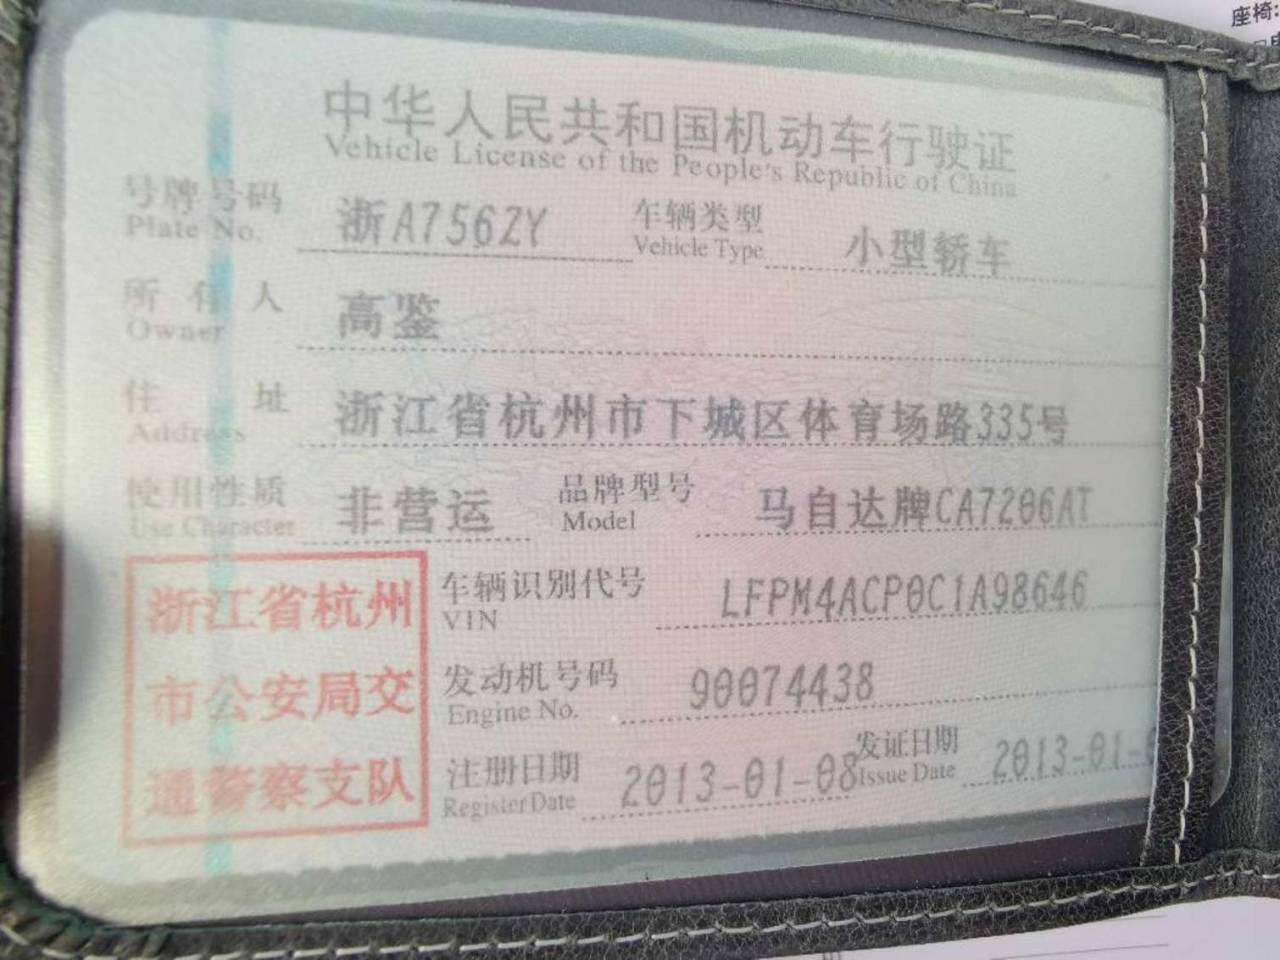 座椅:
中华人民共和国机动车行驶证
Vehicle License of the People's Republic of China
号牌号码 浙A756ZY 车辆类型 小型轿车
Plate No. Vehicle Type
所有人 高鉴
Owner
住址 浙江省杭州市下城区体育场路335号
Address
使用性质 非营运 品牌型号 马自达牌CA7206AT
Use Character Model
浙江省杭州
市公安局交
通警察支队
车辆识别代号 LFPM4ACP0C1A98646
VIN
发动机号码 90074438
Engine No.
注册日期 2013-01-08 发证日期 2013-01-
Register Date Issue Date